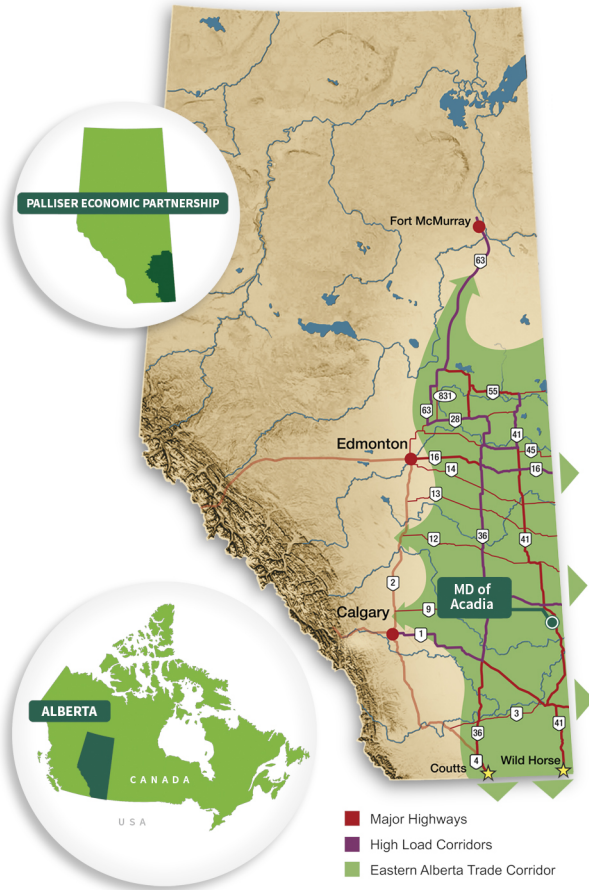 PALLISER ECONOMIC PARTNERSHIP
Fort McMurray
63
831
55
63
28
41
45
Edmonton
16
14
16
13
36
12
41
2
MD of
Acadia
9
Calgary
1
3
36
41
4
Coutts
Wild Horse
ALBERTA
CANADA
USA
Major Highways
High Load Corridors
Eastern Alberta Trade Corridor